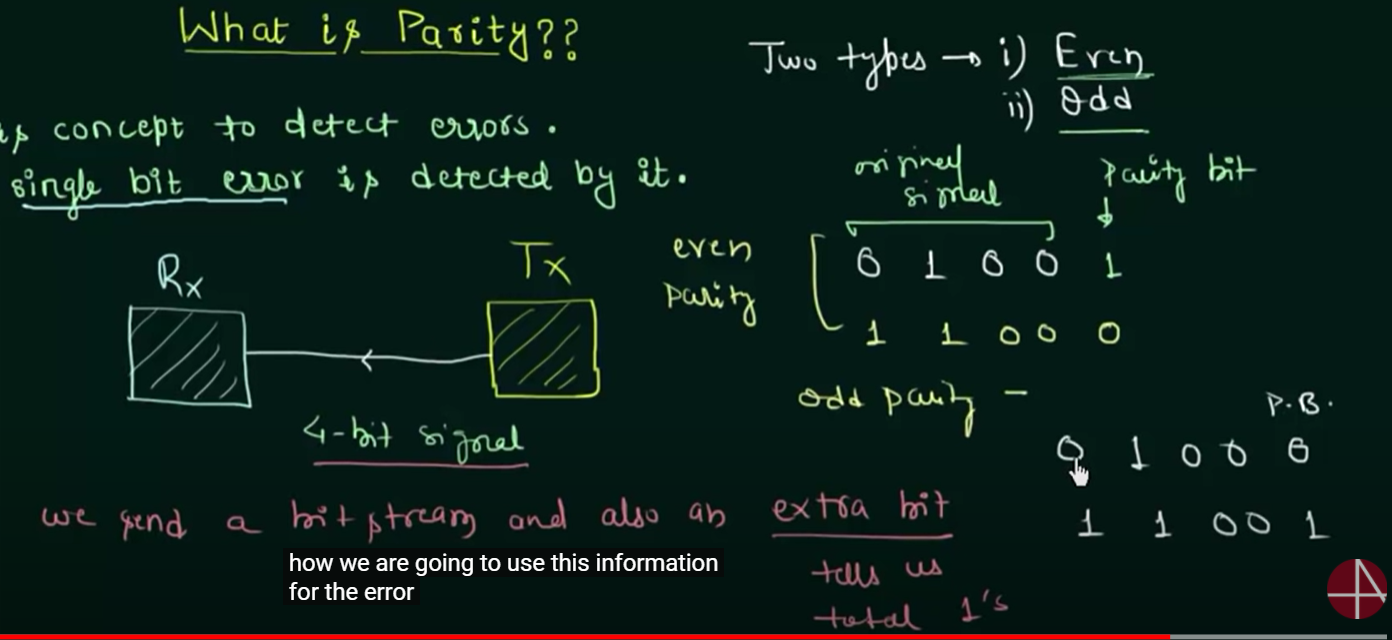 What is Parity??
Two types → i) Even
ii) Odd
is concept to detect errors.
single bit error is detected by it.
original signal
parity bit
Rx
Tx
even parity
0 1 0 0 1
1 1 0 0 0
odd parity -
P.B.
0 1 0 0 0
1 1 0 0 1
4-bit signal
we send a bit stream and also an extra bit
tells us
total 1's
how we are going to use this information
for the error